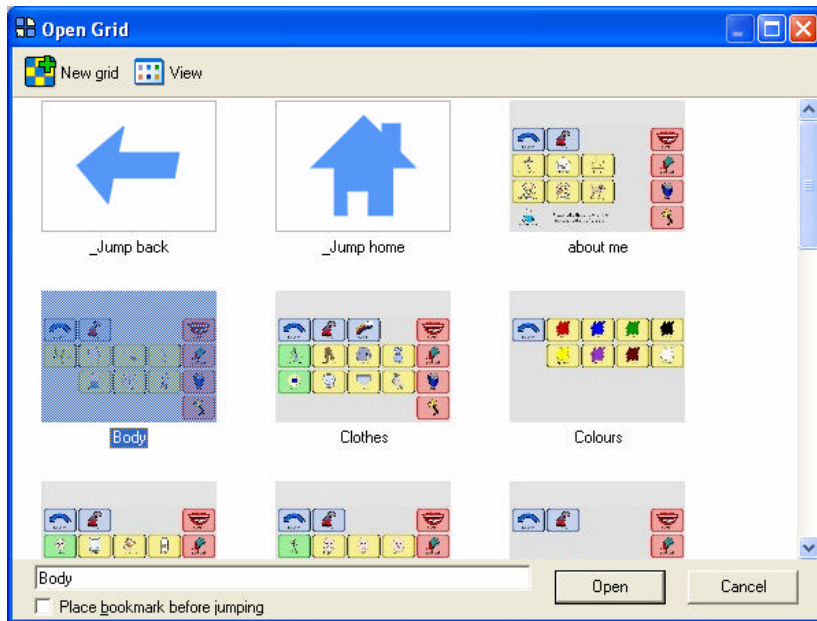 Open Grid
New grid View
_Jump back _Jump home about me
Body Clothes Colours
Body
Open Cancel
Place bookmark before jumping